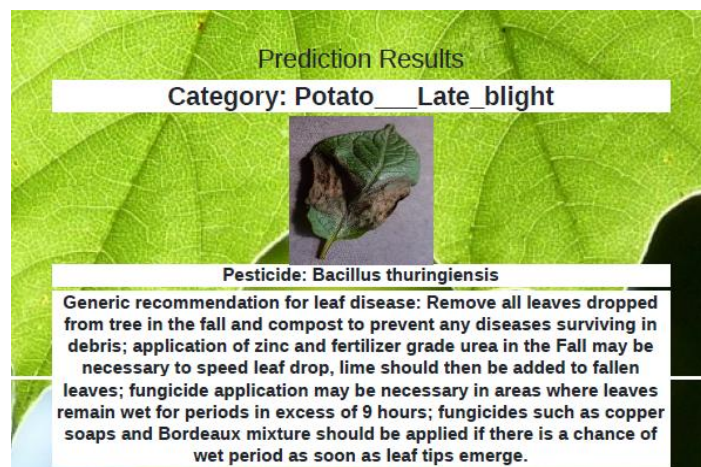 Prediction Results
Category: Potato___Late_blight
Pesticide: Bacillus thuringiensis
Generic recommendation for leaf disease: Remove all leaves dropped
from tree in the fall and compost to prevent any diseases surviving in
debris; application of zinc and fertilizer grade urea in the Fall may be
necessary to speed leaf drop, lime should then be added to fallen
leaves; fungicide application may be necessary in areas where leaves
remain wet for periods in excess of 9 hours; fungicides such as copper
soaps and Bordeaux mixture should be applied if there is a chance of
wet period as soon as leaf tips emerge.